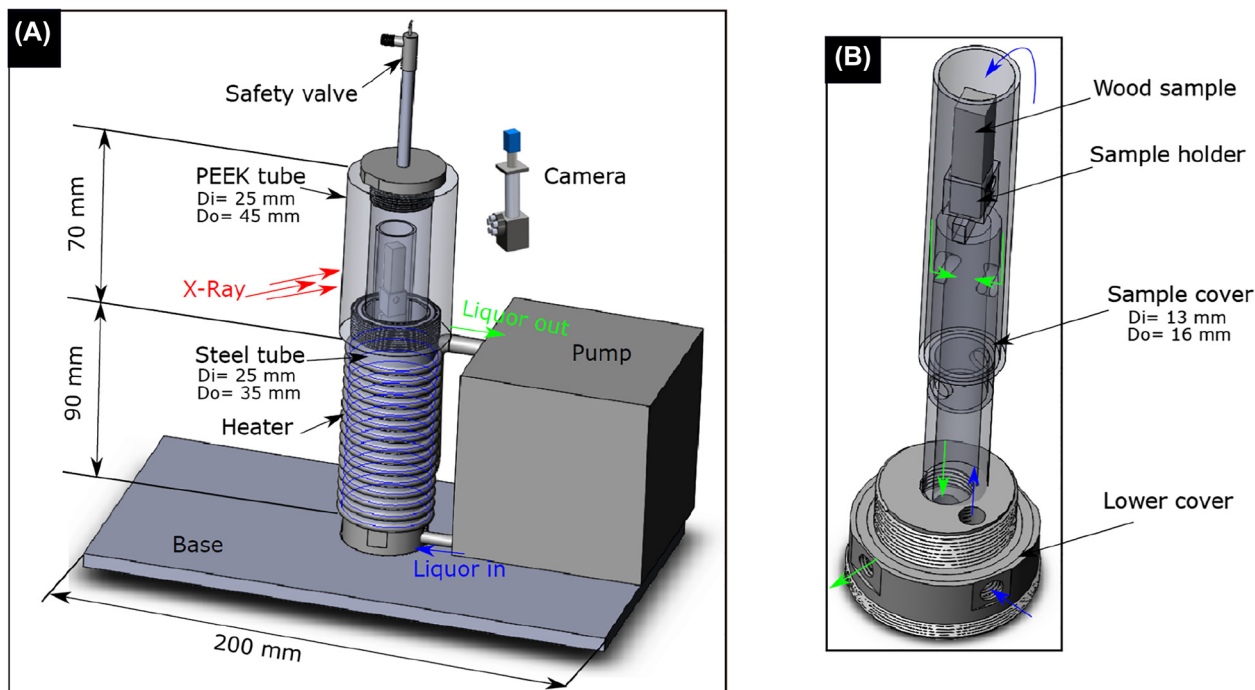 (A)
Safety valve
PEEK tube
Di= 25 mm
Do= 45 mm
Camera
70 mm
X-Ray
Liquor out
Pump
Steel tube
Di= 25 mm
Do= 35 mm
90 mm
Heater
Base
Liquor in
200 mm
(B)
Wood sample
Sample holder
Sample cover
Di= 13 mm
Do= 16 mm
Lower cover